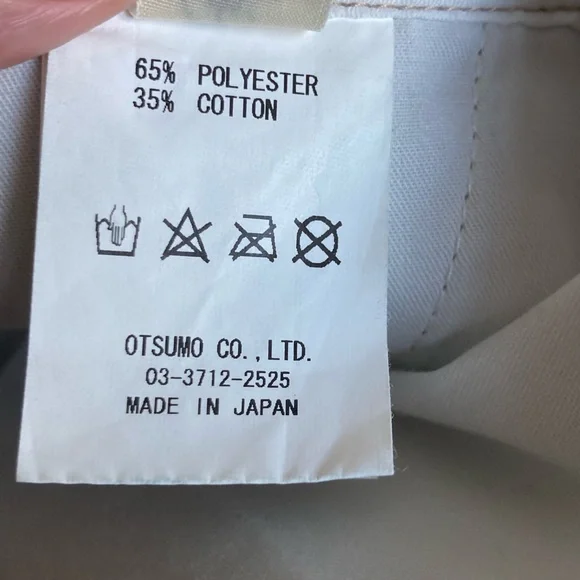 65% POLYESTER
35% COTTON
OTSUMO CO.,LTD.
03-3712-2525
MADE IN JAPAN